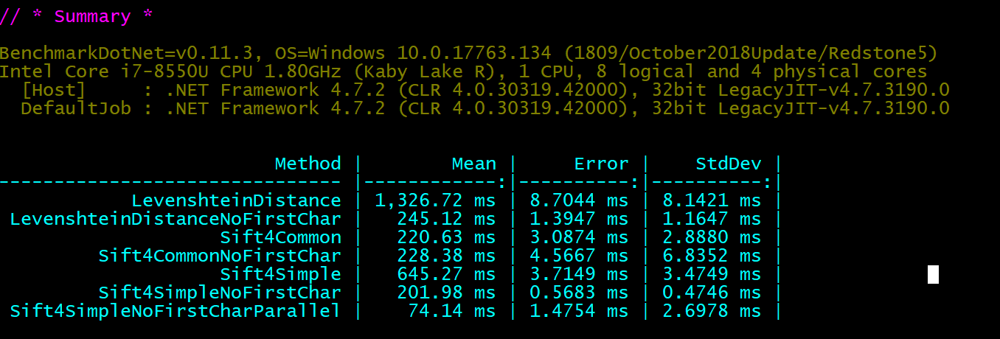 // * Summary *
BenchmarkDotNet=v0.11.3, OS=Windows 10.0.17763.134 (1809/October2018Update/Redstone5)
Intel Core i7-8550U CPU 1.80GHz (Kaby Lake R), 1 CPU, 8 logical and 4 physical cores
  [Host]     : .NET Framework 4.7.2 (CLR 4.0.30319.42000), 32bit LegacyJIT-v4.7.3190.0
  DefaultJob : .NET Framework 4.7.2 (CLR 4.0.30319.42000), 32bit LegacyJIT-v4.7.3190.0
                        Method |        Mean |     Error |    StdDev |
------------------------------ |------------:|----------:|----------:|
           LevenshteinDistance | 1,326.72 ms | 8.7044 ms | 8.1421 ms |
LevenshteinDistanceNoFirstChar |   245.12 ms | 1.3947 ms | 1.1647 ms |
                   Sift4Common |   220.63 ms | 3.0874 ms | 2.8880 ms |
        Sift4CommonNoFirstChar |   228.38 ms | 4.5667 ms | 6.8352 ms |
                   Sift4Simple |   645.27 ms | 3.7149 ms | 3.4749 ms |
        Sift4SimpleNoFirstChar |   201.98 ms | 0.5683 ms | 0.4746 ms |
Sift4SimpleNoFirstCharParallel |    74.14 ms | 1.4754 ms | 2.6978 ms |